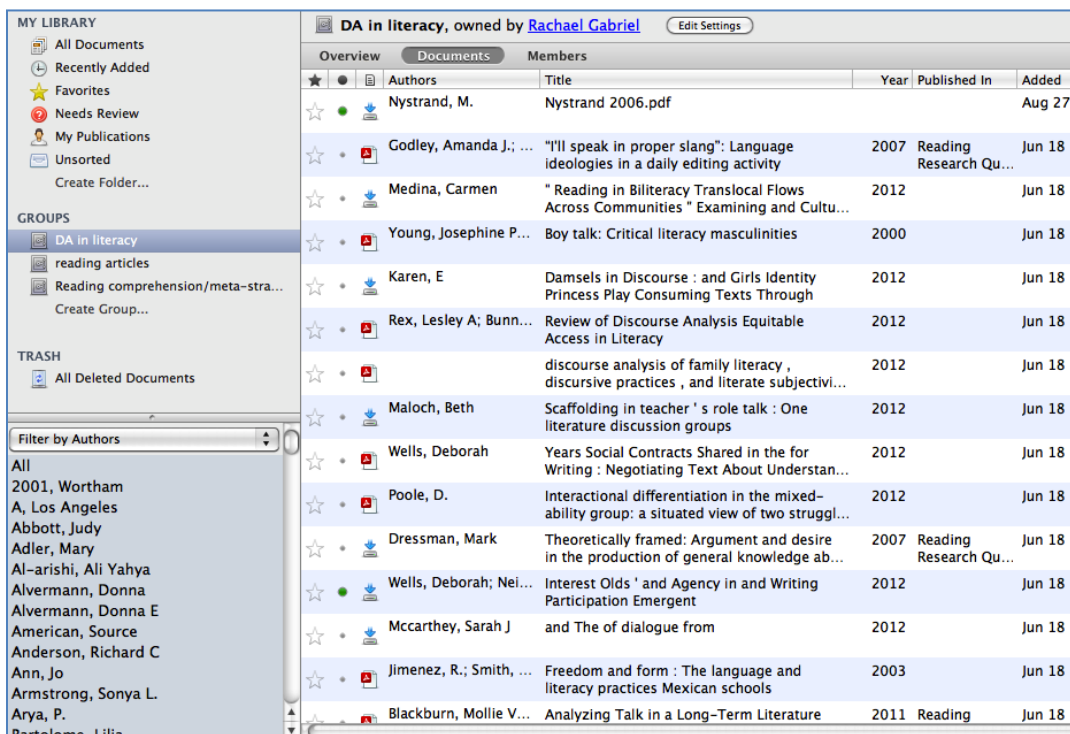 MY LIBRARY
All Documents
Recently Added
Favorites
Needs Review
My Publications
Unsorted
Create Folder...
GROUPS
DA in literacy
reading articles
Reading comprehension/meta-stra...
Create Group...
TRASH
All Deleted Documents
Filter by Authors
All
2001, Wortham
A, Los Angeles
Abbott, Judy
Adler, Mary
Al-arishi, Ali Yahya
Alvermann, Donna
Alvermann, Donna E
American, Source
Anderson, Richard C
Ann, Jo
Armstrong, Sonya L.
Arya, P.
Bartolome, Lilia
DA in literacy, owned by Rachael Gabriel Edit Settings
Overview Documents Members
Authors Title Year Published In Added
Nystrand, M. Nystrand 2006.pdf Aug 27
Godley, Amanda J.; ... "I'll speak in proper slang": Language 2007 Reading Jun 18
ideologies in a daily editing activity Research Qu...
Medina, Carmen " Reading in Biliteracy Translocal Flows 2012 Jun 18
Across Communities " Examining and Cultu...
Young, Josephine P... Boy talk: Critical literacy masculinities 2000 Jun 18
Karen, E Damsels in Discourse : and Girls Identity 2012 Jun 18
Princess Play Consuming Texts Through
Rex, Lesley A; Bunn... Review of Discourse Analysis Equitable 2012 Jun 18
Access in Literacy
discourse analysis of family literacy , 2012 Jun 18
discursive practices , and literate subjectivi...
Maloch, Beth Scaffolding in teacher ' s role talk : One 2012 Jun 18
literature discussion groups
Wells, Deborah Years Social Contracts Shared in the for 2012 Jun 18
Writing : Negotiating Text About Understan...
Poole, D. Interactional differentiation in the mixed- 2012 Jun 18
ability group: a situated view of two struggl...
Dressman, Mark Theoretically framed: Argument and desire 2007 Reading Jun 18
in the production of general knowledge ab... Research Qu...
Wells, Deborah; Nei... Interest Olds ' and Agency in and Writing 2012 Jun 18
Participation Emergent
Mccarthey, Sarah J and The of dialogue from 2012 Jun 18
Jimenez, R.; Smith, ... Freedom and form : The language and 2003 Jun 18
literacy practices Mexican schools
Blackburn, Mollie V... Analyzing Talk in a Long-Term Literature 2011 Reading Jun 18